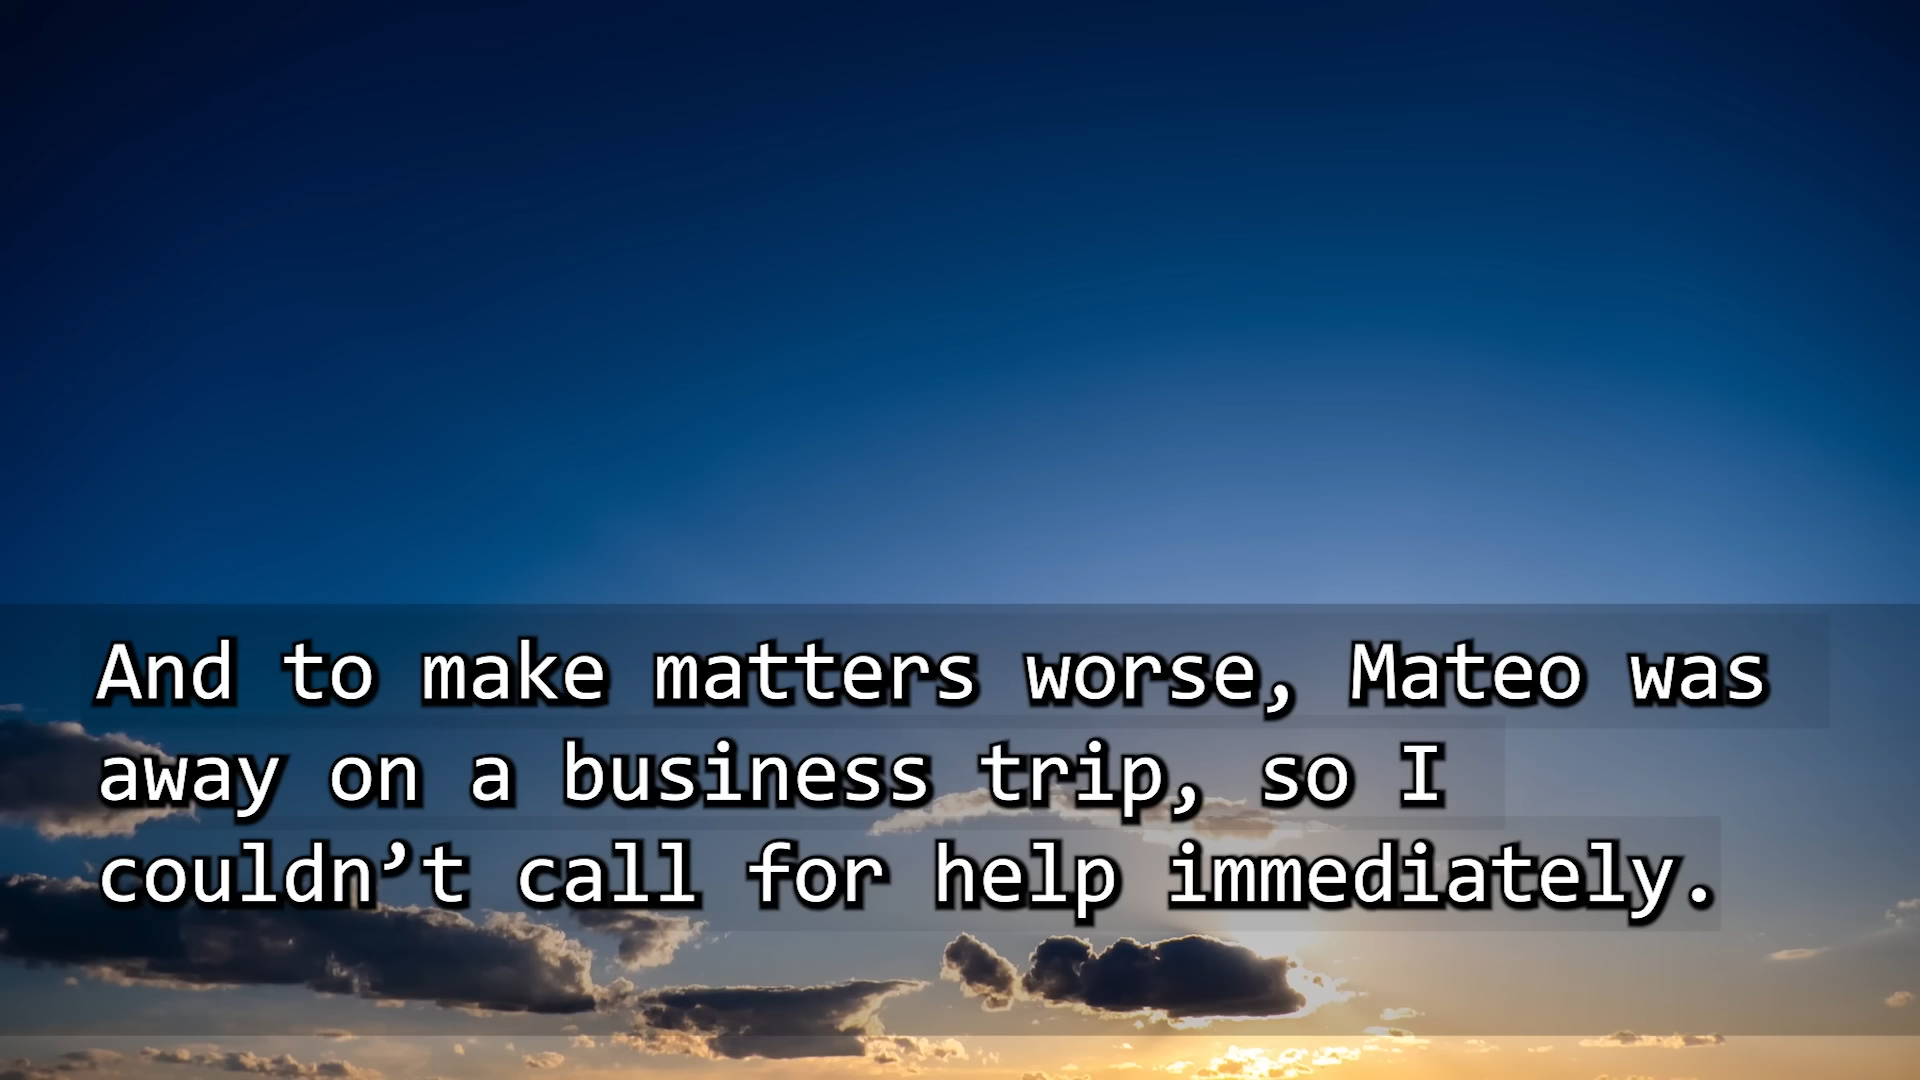 And to make matters worse, Mateo was
away on a business trip, so I
couldn’t call for help immediately.